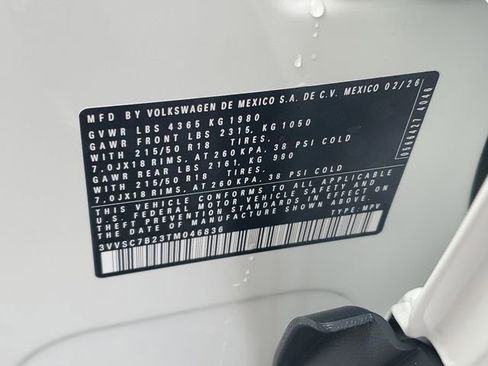 MFD BY VOLKSWAGEN DE MEXICO S.A. DE C.V. MEXICO 02/26
GVWR LBS 4365 KG 1980
GAWR FRONT LBS 2315, KG 1050
WITH 215/50 R18 TIRES,
7.0JX18 RIMS, AT 260KPA, 38 PSI COLD
GAWR REAR LBS 2161, KG 980
WITH 215/50 R18 TIRES,
7.0JX18 RIMS, AT 260KPA, 38 PSI COLD
THIS VEHICLE CONFORMS TO ALL APPLICABLE
U.S. FEDERAL MOTOR VEHICLE SAFETY AND
THEFT PREVENTION STANDARDS IN EFFECT ON THE
DATE OF MANUFACTURE SHOWN ABOVE.
3VVSC7B23TM046836
TYPE: MPV